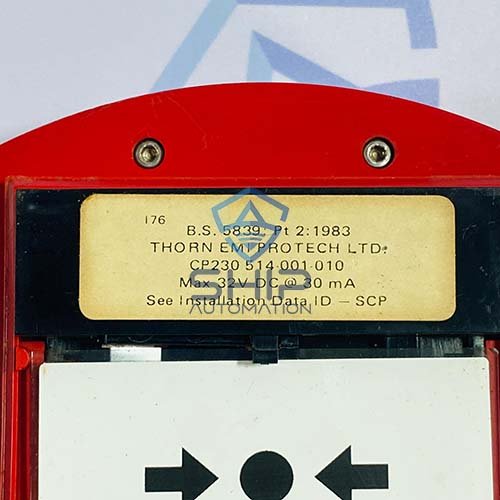 176
B.S. 5839: Pt 2:1983
THORN EMI PROTECH LTD.
CP230 514-001-010
Max 32V DC @ 30 mA
See Installation Data ID – SCP
SHIP
AUTOMATION